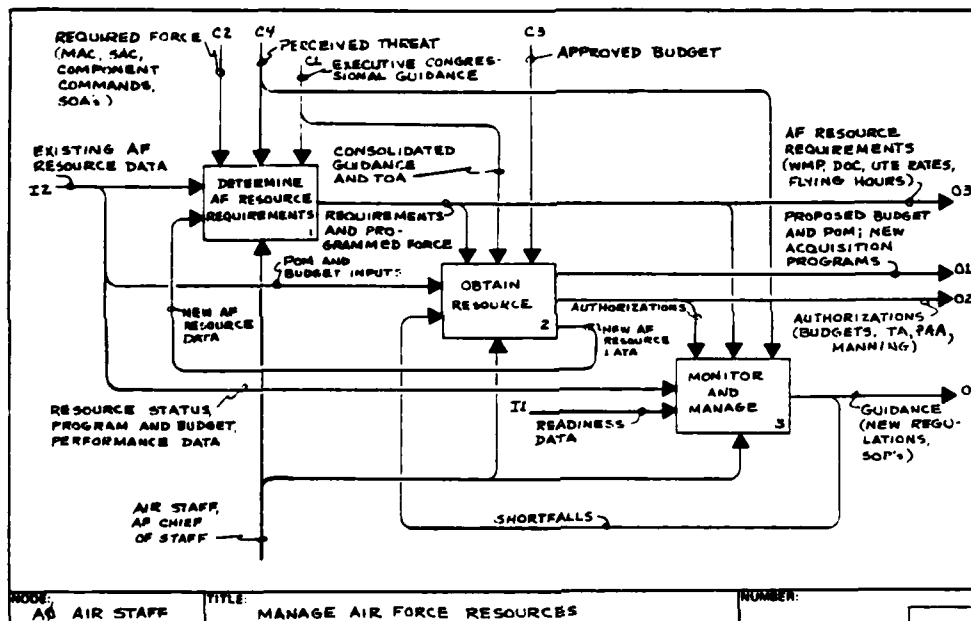 REQUIRED FORCE
(MAC, SAC,
COMPONENT
COMMANDS,
SOA's)
C2
C4
PERCEIVED THREAT
C1
EXECUTIVE CONGRES-
SIONAL GUIDANCE
C3
APPROVED BUDGET
EXISTING AF
RESOURCE DATA
I2
CONSOLIDATED
GUIDANCE
AND TOA
AF RESOURCE
REQUIREMENTS
(WMP, DOC, UTE RATES,
FLYING HOURS)
O3
DETERMINE
AF RESOURCE
REQUIREMENTS
1
REQUIREMENTS
AND PRO-
GRAMMED FORCE
PROPOSED BUDGET
AND POM; NEW
ACQUISITION
PROGRAMS
O1
POM AND
BUDGET INPUTS
OBTAIN
RESOURCE
2
O2
AUTHORIZATIONS
AUTHORIZATIONS
(BUDGETS, TA, PAA,
MANNING)
NEW AF
RESOURCE
DATA
NEW AF
RESOURCE
DATA
MONITOR
AND
MANAGE
3
RESOURCE STATUS,
PROGRAM AND BUDGET,
PERFORMANCE DATA
I1
READINESS
DATA
O
GUIDANCE
(NEW REGU-
LATIONS,
SOP's)
AIR STAFF,
AF CHIEF
OF STAFF
SHORTFALLS
NODE:
AØ AIR STAFF
TITLE:
MANAGE AIR FORCE RESOURCES
NUMBER: